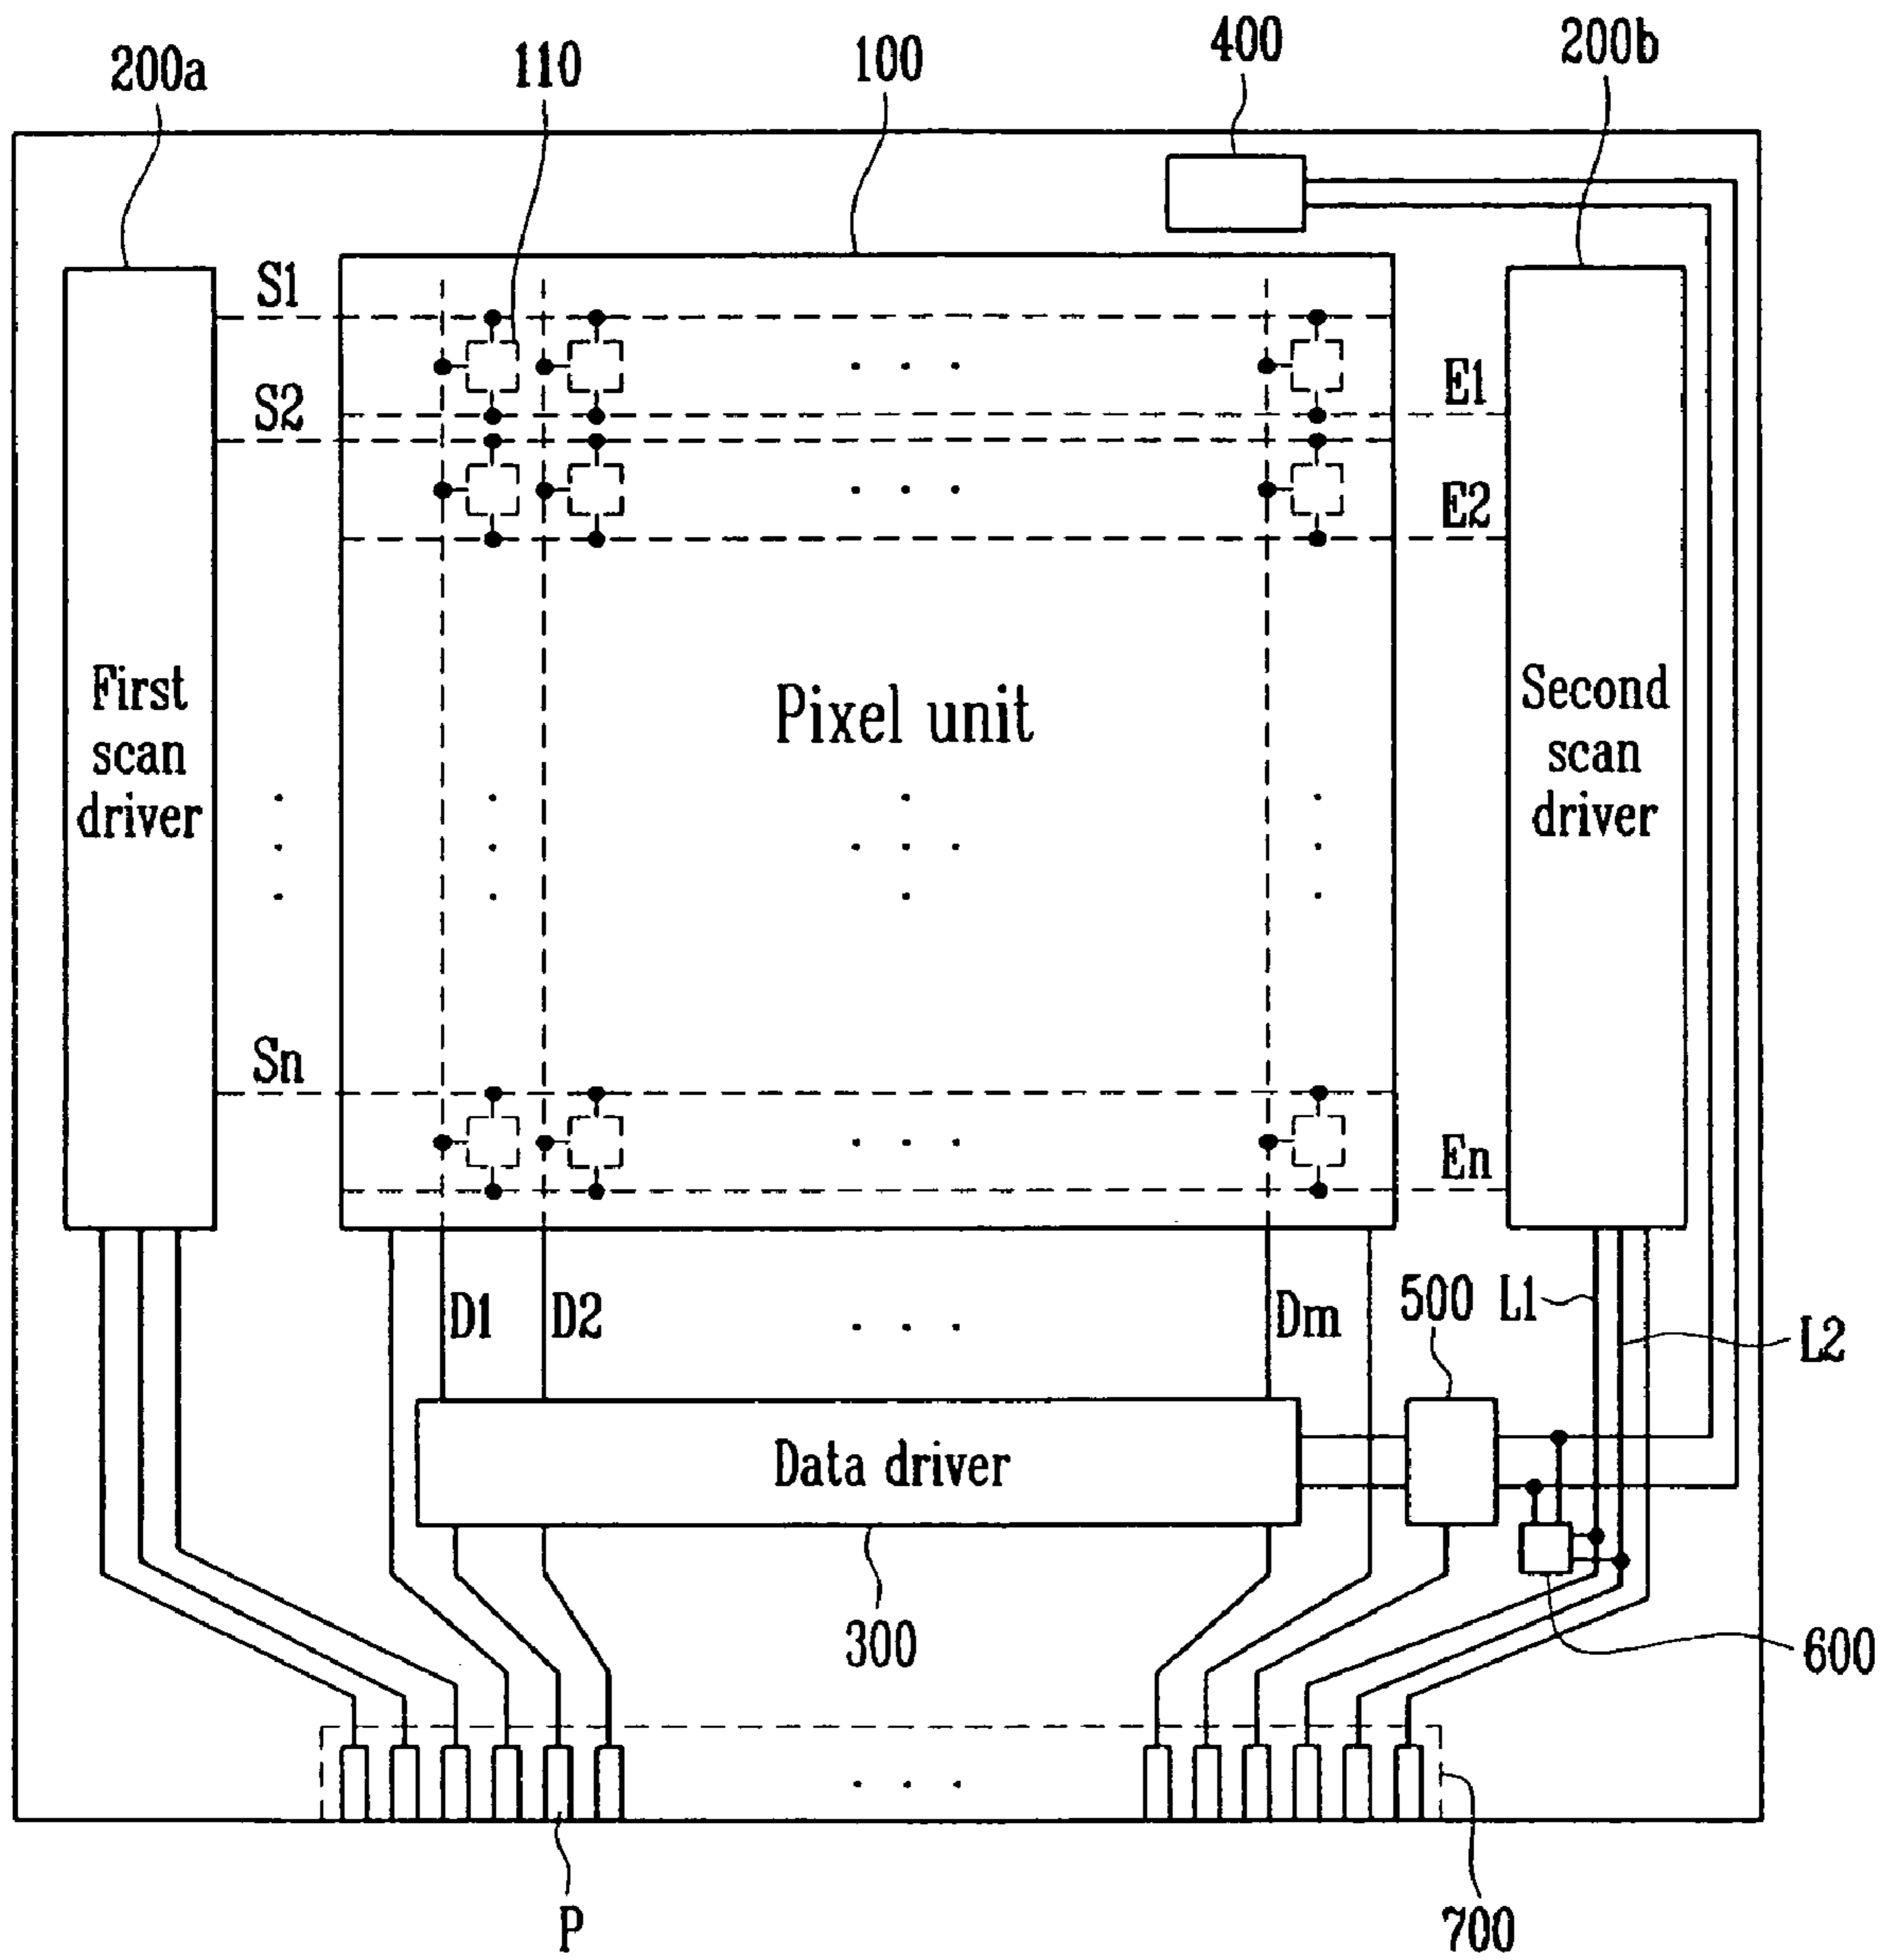 200a
110
100
400
200b
S1
S2
E1
E2
First
scan
driver
Pixel unit
Second
scan
driver
Sn
En
D1
D2
Dm
500
L1
L2
Data driver
300
600
P
700